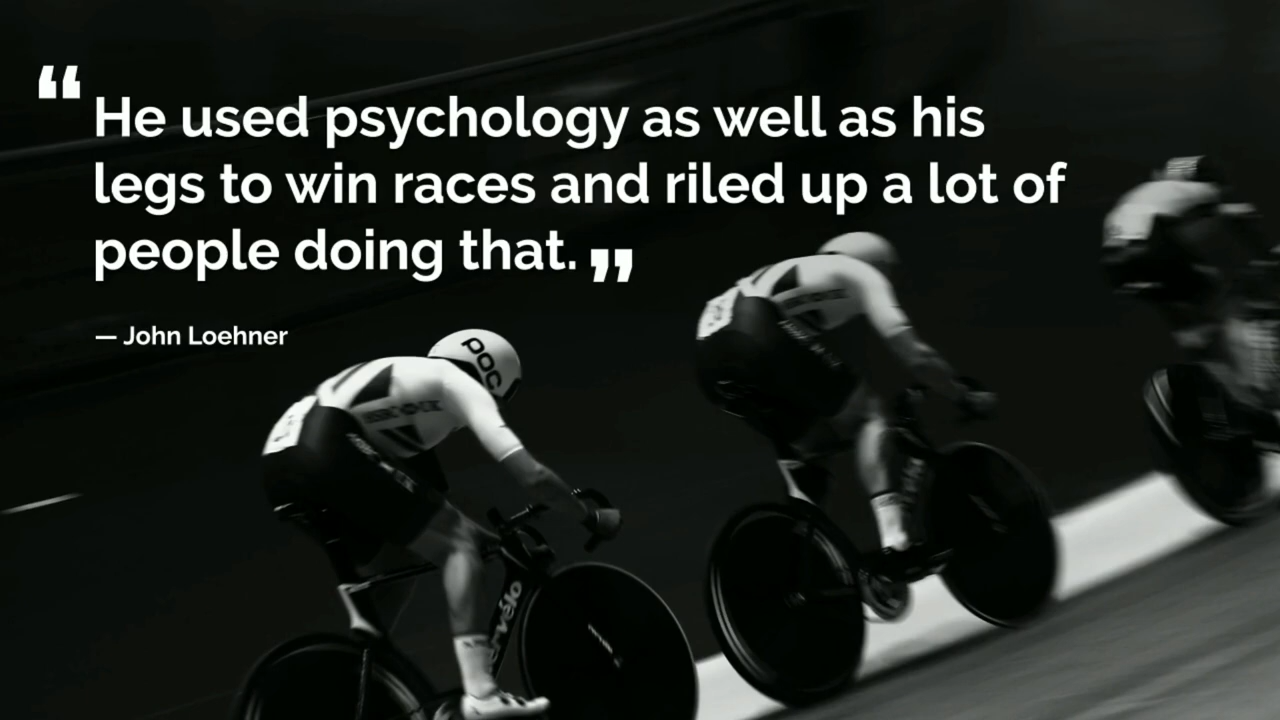 “He used psychology as well as his
legs to win races and riled up a lot of
people doing that.”
— John Loehner
POC